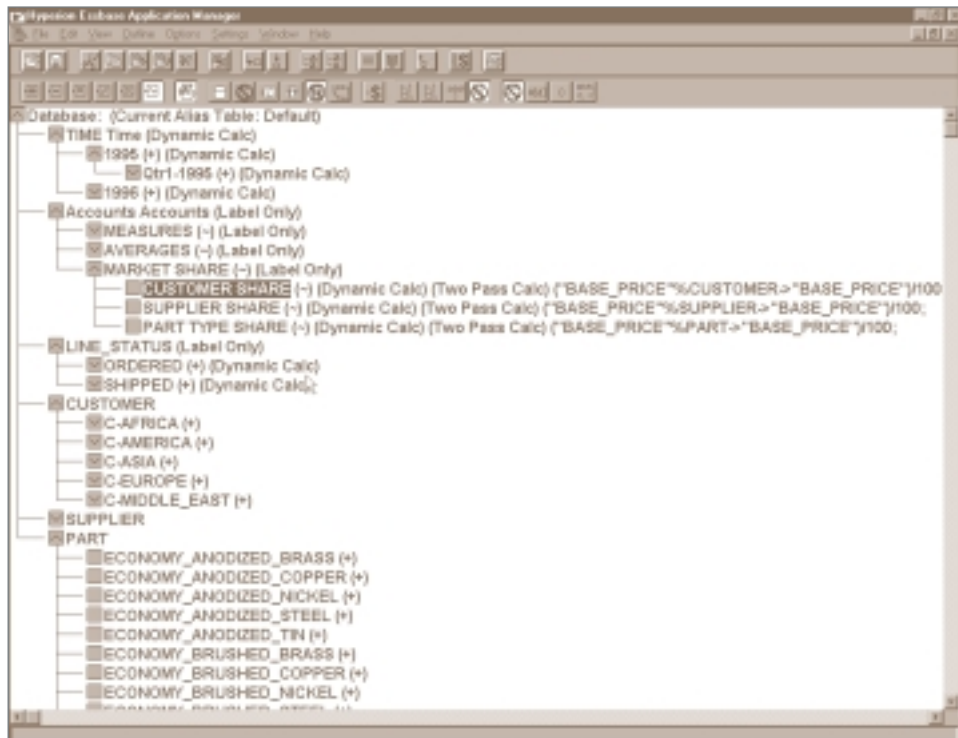 Hyperion Essbase Application Manager
File Edit View Outline Options Settings Window Help
Database: (Current Alias Table: Default)
TIME Time (Dynamic Calc)
1995 (+) (Dynamic Calc)
Qtr1-1995 (+) (Dynamic Calc)
1996 (+) (Dynamic Calc)
Accounts Accounts (Label Only)
MEASURES (~) (Label Only)
AVERAGES (~) (Label Only)
MARKET SHARE (~) (Label Only)
CUSTOMER SHARE (~) (Dynamic Calc) (Two Pass Calc) ("BASE_PRICE"%CUSTOMER->"BASE_PRICE")/100
SUPPLIER SHARE (~) (Dynamic Calc) (Two Pass Calc) ("BASE_PRICE"%SUPPLIER->"BASE_PRICE")/100;
PART TYPE SHARE (~) (Dynamic Calc) (Two Pass Calc) ("BASE_PRICE"%PART->"BASE_PRICE")/100;
LINE_STATUS (Label Only)
ORDERED (+) (Dynamic Calc)
SHIPPED (+) (Dynamic Calc)
CUSTOMER
C-AFRICA (+)
C-AMERICA (+)
C-ASIA (+)
C-EUROPE (+)
C-MIDDLE_EAST (+)
SUPPLIER
PART
ECONOMY_ANODIZED_BRASS (+)
ECONOMY_ANODIZED_COPPER (+)
ECONOMY_ANODIZED_NICKEL (+)
ECONOMY_ANODIZED_STEEL (+)
ECONOMY_ANODIZED_TIN (+)
ECONOMY_BRUSHED_BRASS (+)
ECONOMY_BRUSHED_COPPER (+)
ECONOMY_BRUSHED_NICKEL (+)